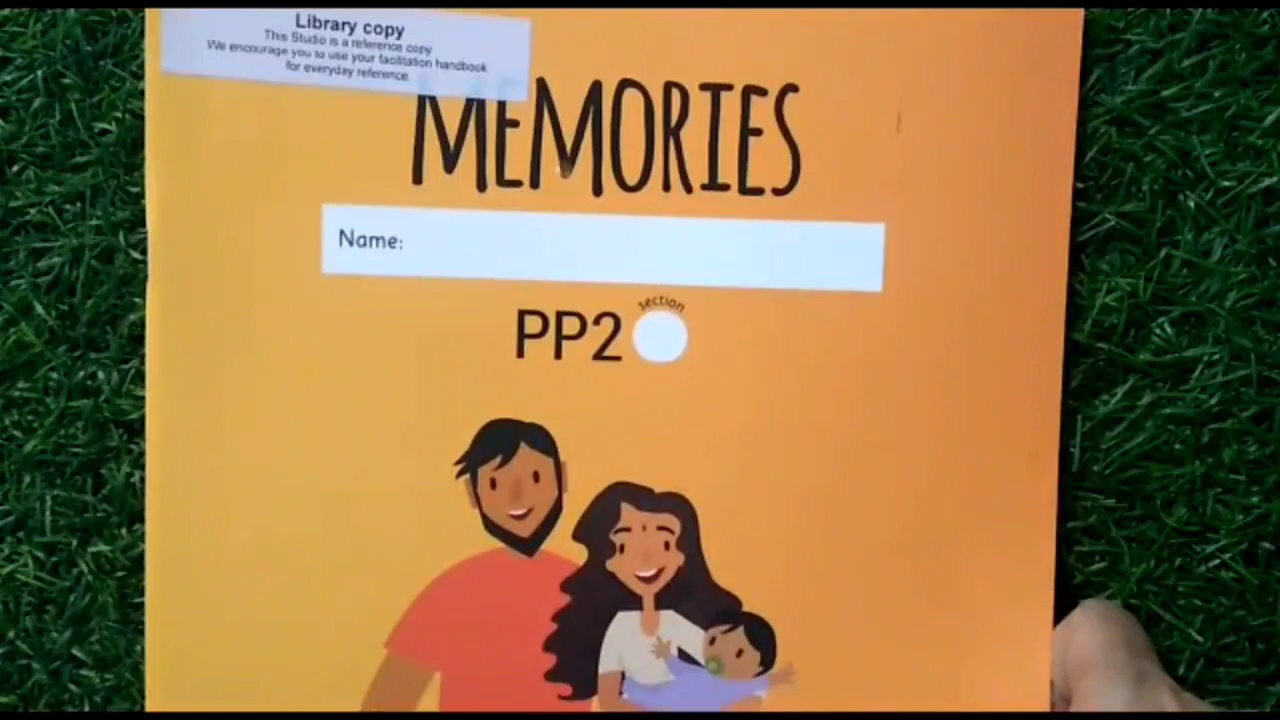 Library copy
This Studio is a reference copy
We encourage you to use your facilitation handbook
for everyday reference.
MEMORIES
Name:
section
PP2